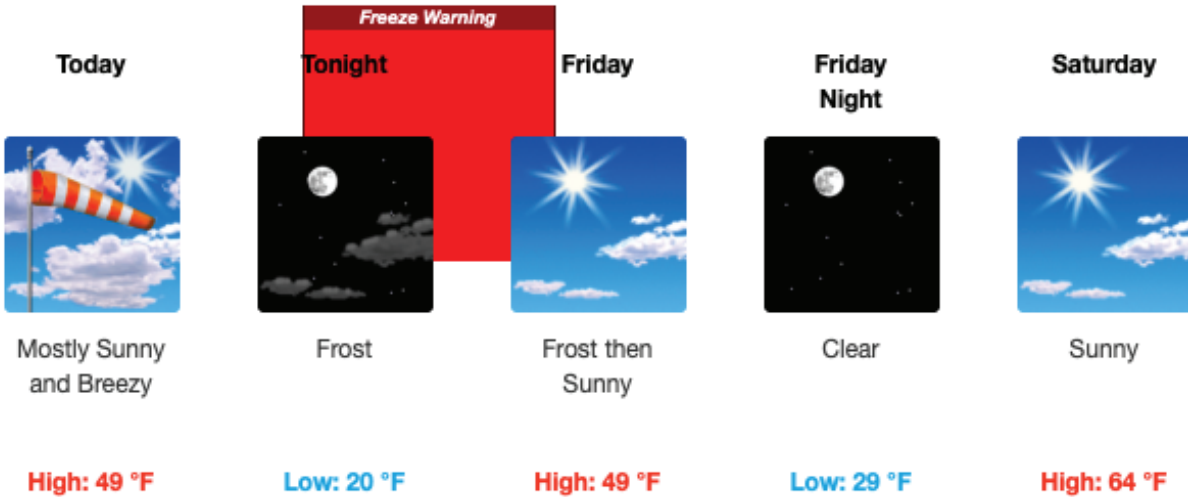 Freeze Warning
Today
Tonight
Friday
Friday
Night
Saturday
Mostly Sunny
and Breezy
Frost
Frost then
Sunny
Clear
Sunny
High: 49 °F
Low: 20 °F
High: 49 °F
Low: 29 °F
High: 64 °F